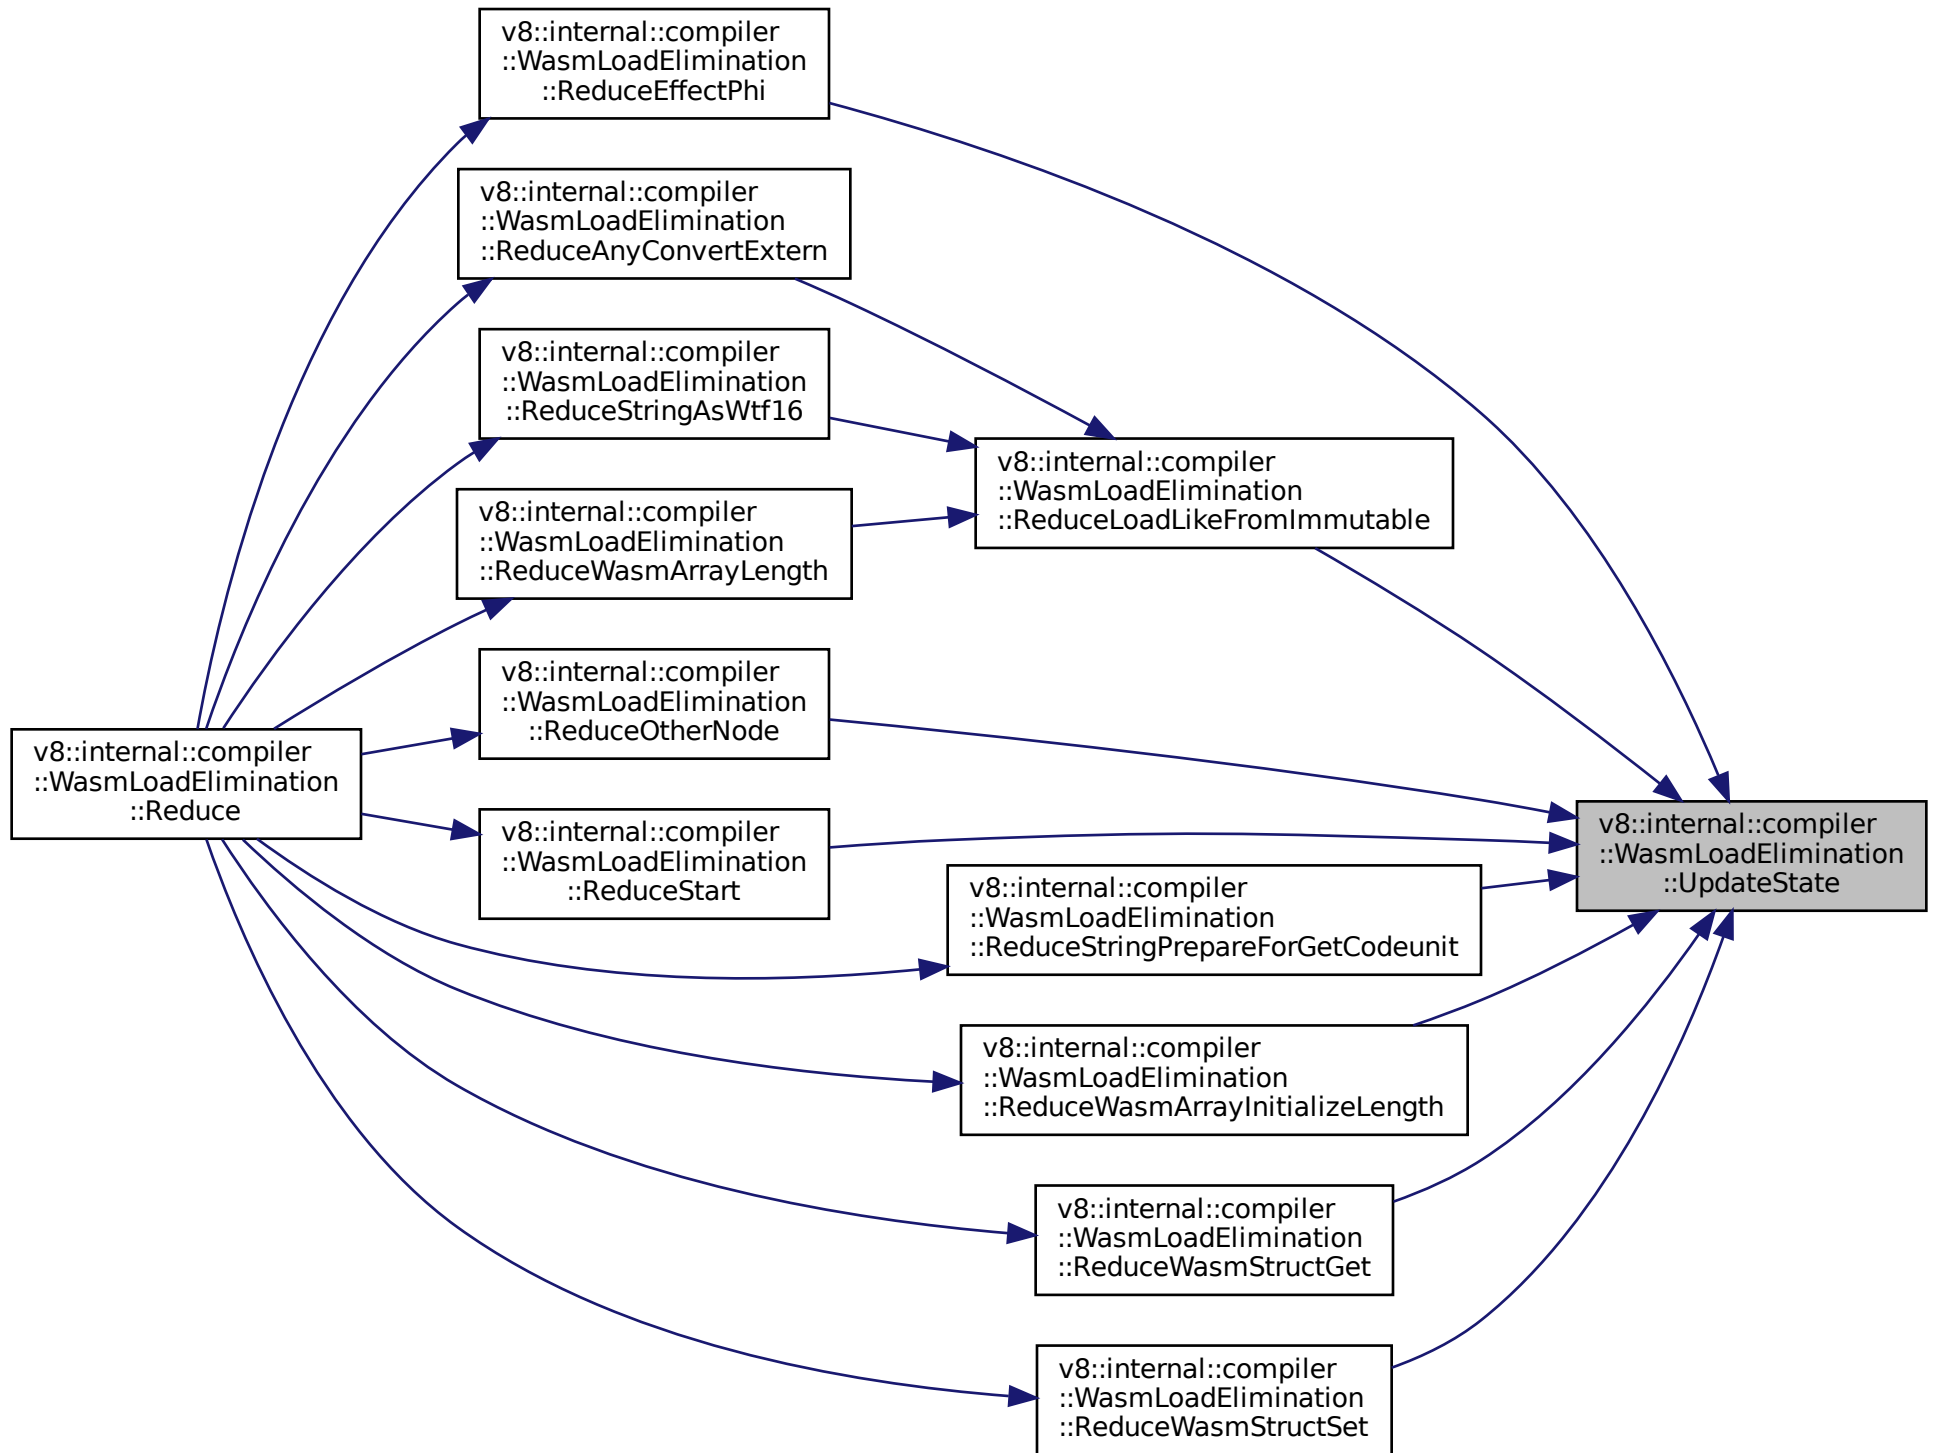 v8::internal::compiler
::WasmLoadElimination
::ReduceEffectPhi
v8::internal::compiler
::WasmLoadElimination
::ReduceAnyConvertExtern
v8::internal::compiler
::WasmLoadElimination
::ReduceStringAsWtf16
v8::internal::compiler
::WasmLoadElimination
::ReduceLoadLikeFromImmutable
v8::internal::compiler
::WasmLoadElimination
::ReduceWasmArrayLength
v8::internal::compiler
::WasmLoadElimination
::ReduceOtherNode
v8::internal::compiler
::WasmLoadElimination
::Reduce
v8::internal::compiler
::WasmLoadElimination
::ReduceStart
v8::internal::compiler
::WasmLoadElimination
::UpdateState
v8::internal::compiler
::WasmLoadElimination
::ReduceStringPrepareForGetCodeunit
v8::internal::compiler
::WasmLoadElimination
::ReduceWasmArrayInitializeLength
v8::internal::compiler
::WasmLoadElimination
::ReduceWasmStructGet
v8::internal::compiler
::WasmLoadElimination
::ReduceWasmStructSet